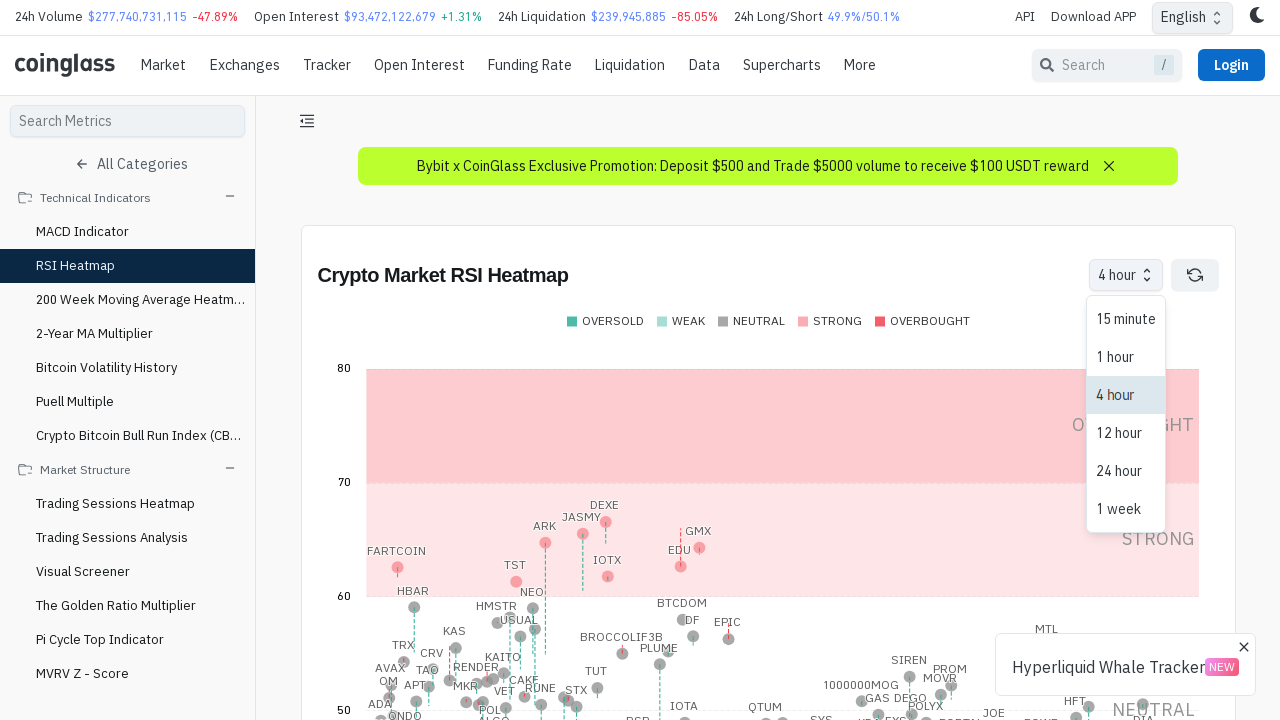 24h Volume $277,740,731,115 -47.89% Open Interest $93,472,122,679 +1.31% 24h Liquidation $239,945,885 -85.05% 24h Long/Short 49.9%/50.1% API Download APP English
coinglass Market Exchanges Tracker Open Interest Funding Rate Liquidation Data Supercharts More Search / Login
Search Metrics
All Categories
Technical Indicators
MACD Indicator
RSI Heatmap
200 Week Moving Average Heatm...
2-Year MA Multiplier
Bitcoin Volatility History
Puell Multiple
Crypto Bitcoin Bull Run Index (CB...
Market Structure
Trading Sessions Heatmap
Trading Sessions Analysis
Visual Screener
The Golden Ratio Multiplier
Pi Cycle Top Indicator
MVRV Z - Score
Bybit x CoinGlass Exclusive Promotion: Deposit $500 and Trade $5000 volume to receive $100 USDT reward
Crypto Market RSI Heatmap
4 hour
15 minute
1 hour
4 hour
12 hour
24 hour
1 week
OVERSOLD WEAK NEUTRAL STRONG OVERBOUGHT
80
70
60
50
STRONG
NEUTRAL
DEXE
JASMY
ARK
GMX
EDU
FARTCOIN
IOTX
TST
HBAR
NEO
HMSTR
BTCDOM
USUAL
DF
EPIC
KAS
BROCCOLIF3B
MTL
TRX
PLUME
CRV
KAITO
SIREN
AVAX
TAO
RENDER
TUT
PROM
OM
APT
MKR
CAKE
MOVR
VET
RUNE
STX
1000000MOG
ADA
GAS
DEGO
HFT
POL
IOTA
QTUM
POLYX
ONDO
JOE
Hyperliquid Whale Tracker NEW